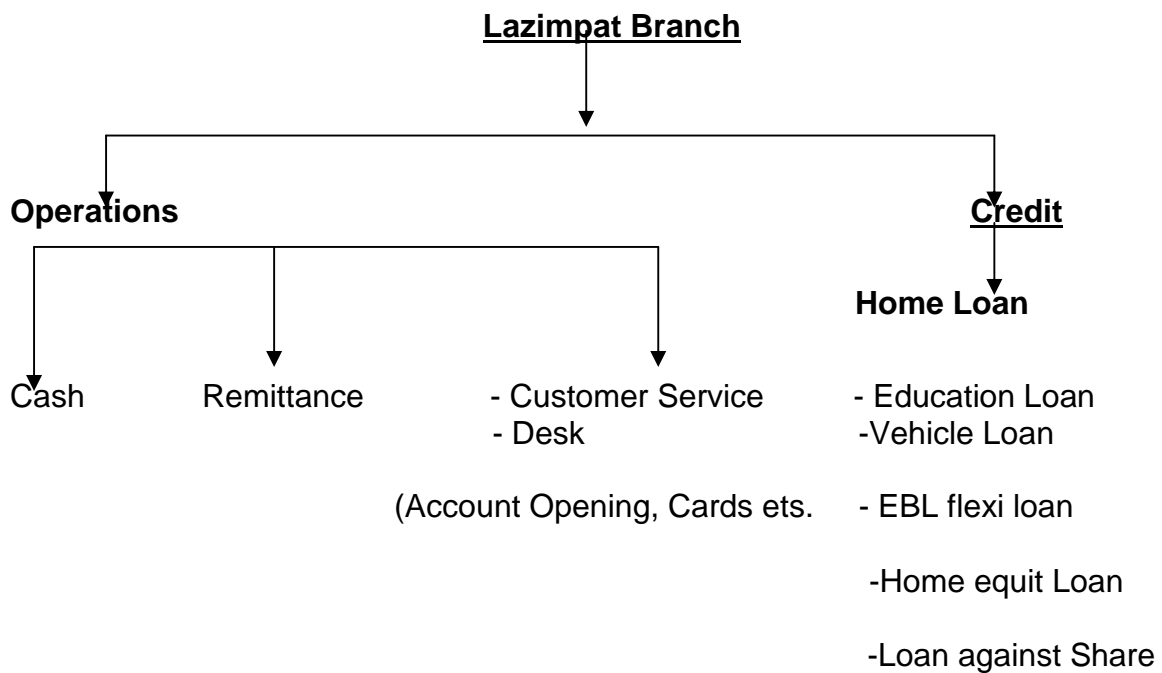 Lazimpat Branch
Operations
Credit
Home Loan
Cash
Remittance
- Customer Service
- Desk
(Account Opening, Cards ets.
- Education Loan
-Vehicle Loan
- EBL flexi loan
-Home equit Loan
-Loan against Share